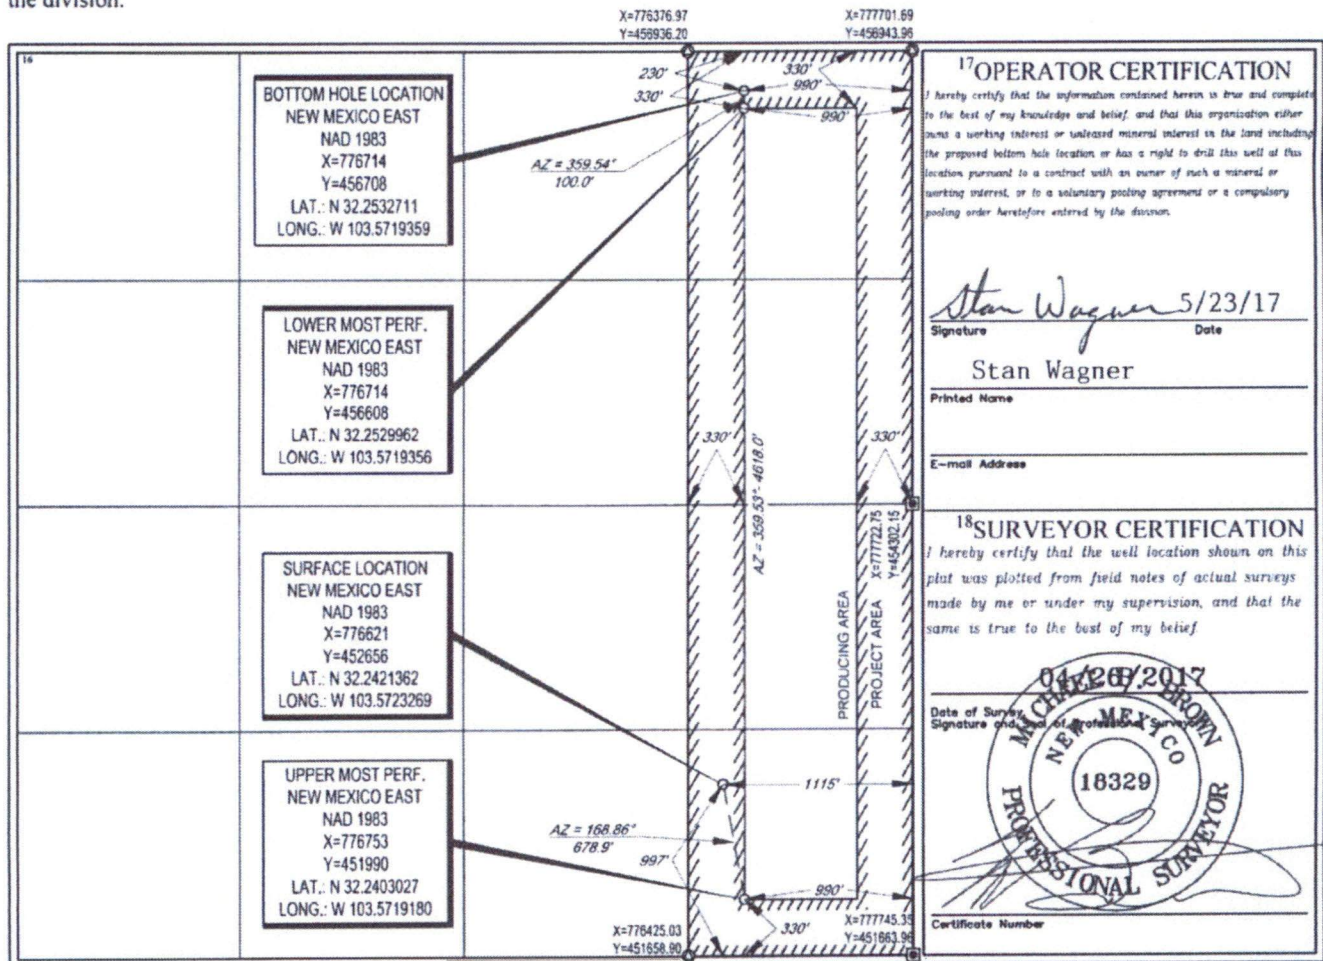 the division.
X=776376.97
Y=456936.20
X=777701.69
Y=456943.96
16
BOTTOM HOLE LOCATION
NEW MEXICO EAST
NAD 1983
X=776714
Y=456708
LAT.: N 32.2532711
LONG.: W 103.5719359
230'
330'
330'
990'
990'
AZ = 359.54°
100.0'
LOWER MOST PERF.
NEW MEXICO EAST
NAD 1983
X=776714
Y=456608
LAT.: N 32.2529962
LONG.: W 103.5719356
330'
AZ = 359.53°- 4618.0'
330'
X=777722.75
Y=454302.15
PRODUCING AREA
PROJECT AREA
SURFACE LOCATION
NEW MEXICO EAST
NAD 1983
X=776621
Y=452656
LAT.: N 32.2421362
LONG.: W 103.5723269
1115'
UPPER MOST PERF.
NEW MEXICO EAST
NAD 1983
X=776753
Y=451990
LAT.: N 32.2403027
LONG.: W 103.5719180
AZ = 168.86°
678.9'
997'
990'
330'
X=776425.03
Y=451658.90
X=777745.35
Y=451663.96
17 OPERATOR CERTIFICATION
I hereby certify that the information contained herein is true and complete
to the best of my knowledge and belief, and that this organization either
owns a working interest or unleased mineral interest in the land including
the proposed bottom hole location or has a right to drill this well at this
location pursuant to a contract with an owner of such a mineral or
working interest, or to a voluntary pooling agreement or a compulsory
pooling order heretofore entered by the division.
Stan Wagner 5/23/17
Signature Date
Stan Wagner
Printed Name
E-mail Address
18 SURVEYOR CERTIFICATION
I hereby certify that the well location shown on this
plat was plotted from field notes of actual surveys
made by me or under my supervision, and that the
same is true to the best of my belief.
04/26/2017
Date of Survey
Signature and Seal of Professional Surveyor
MICHAEL B. BROWN
NEW MEXICO
18329
PROFESSIONAL SURVEYOR
Certificate Number